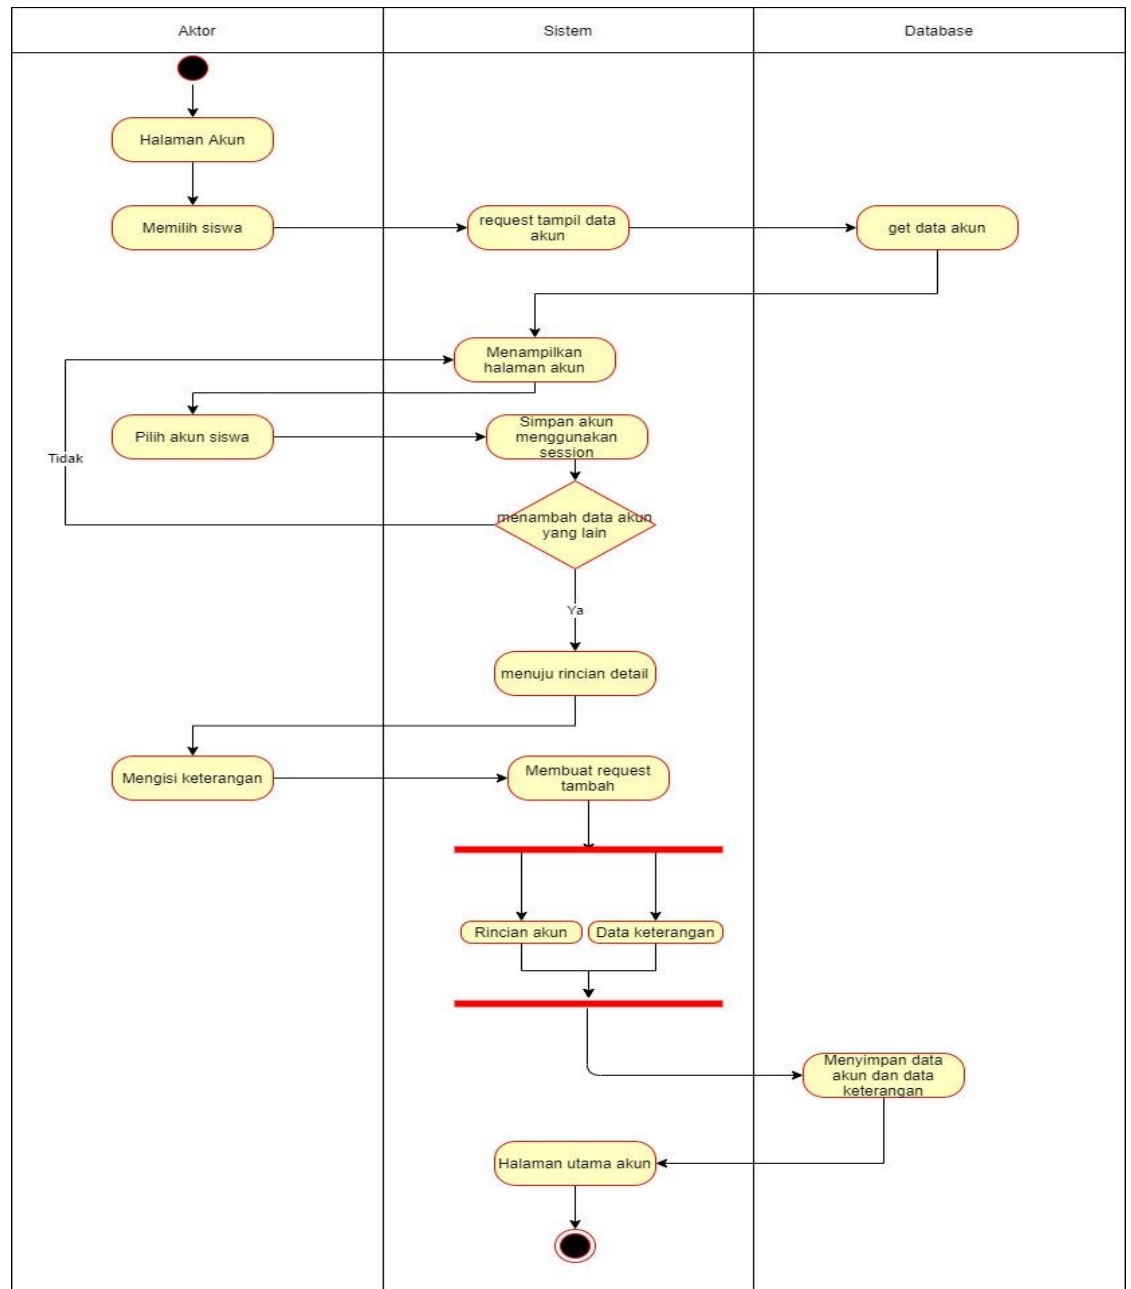 Aktor
Sistem
Database
Halaman Akun
Memilih siswa
request tampil data
akun
get data akun
Menampilkan
halaman akun
Pilih akun siswa
Simpan akun
menggunakan
session
Tidak
menambah data akun
yang lain
Ya
menuju rincian detail
Mengisi keterangan
Membuat request
tambah
Rincian akun
Data keterangan
Menyimpan data
akun dan data
keterangan
Halaman utama akun